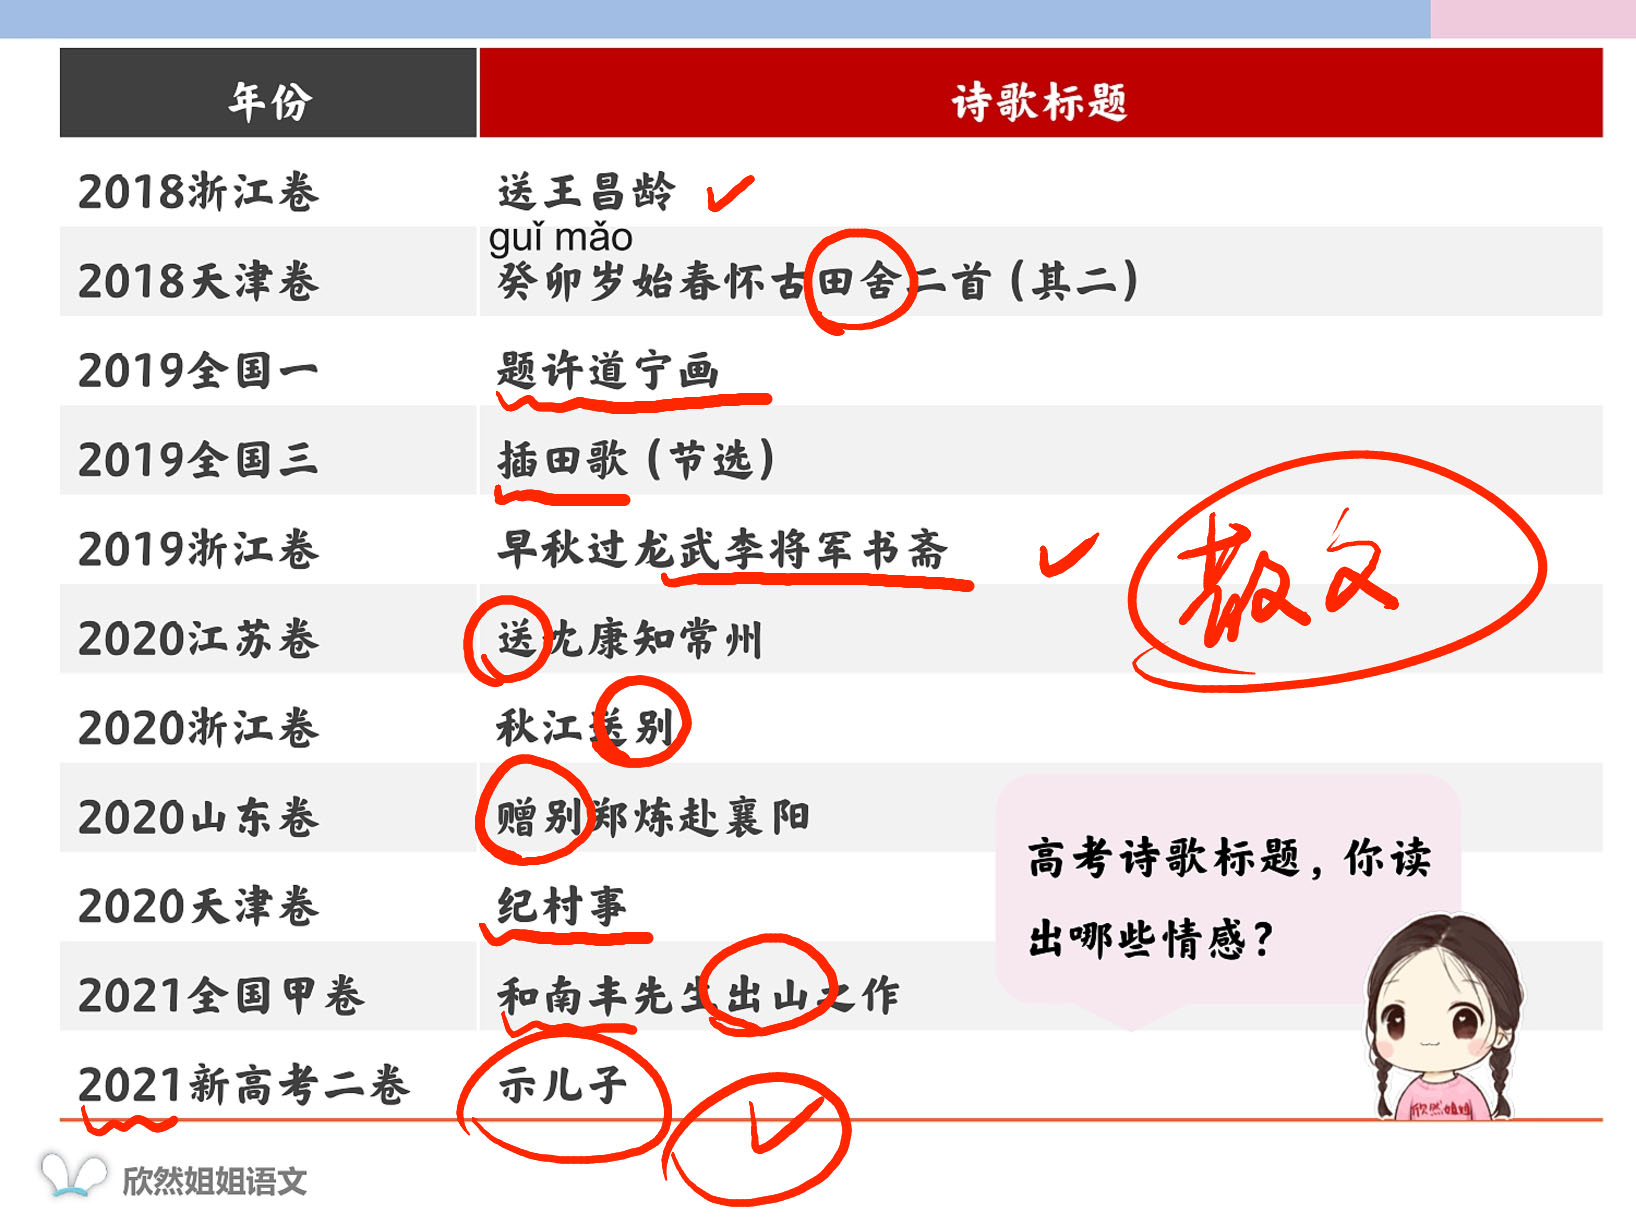 年份 诗歌标题
2018浙江卷 送王昌龄
guǐ mǎo
2018天津卷 癸卯岁始春怀古田舍二首（其二）
2019全国一 题许道宁画
2019全国三 插田歌（节选）
2019浙江卷 早秋过龙武李将军书斋
散文
2020江苏卷 送沈康知常州
2020浙江卷 秋江送别
2020山东卷 赠别郑炼赴襄阳
高考诗歌标题，你读
出哪些情感？
2020天津卷 纪村事
2021全国甲卷 和南丰先生出山之作
2021新高考二卷 示儿子
欣然姐姐
欣然姐姐语文